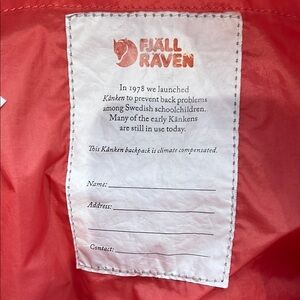 FJÄLL
RÄVEN
In 1978 we launched
Kånken to prevent back problems
among Swedish schoolchildren.
Many of the early Kånkens
are still in use today.
This Kånken backpack is climate compensated.
Name:
Address:
Contact: